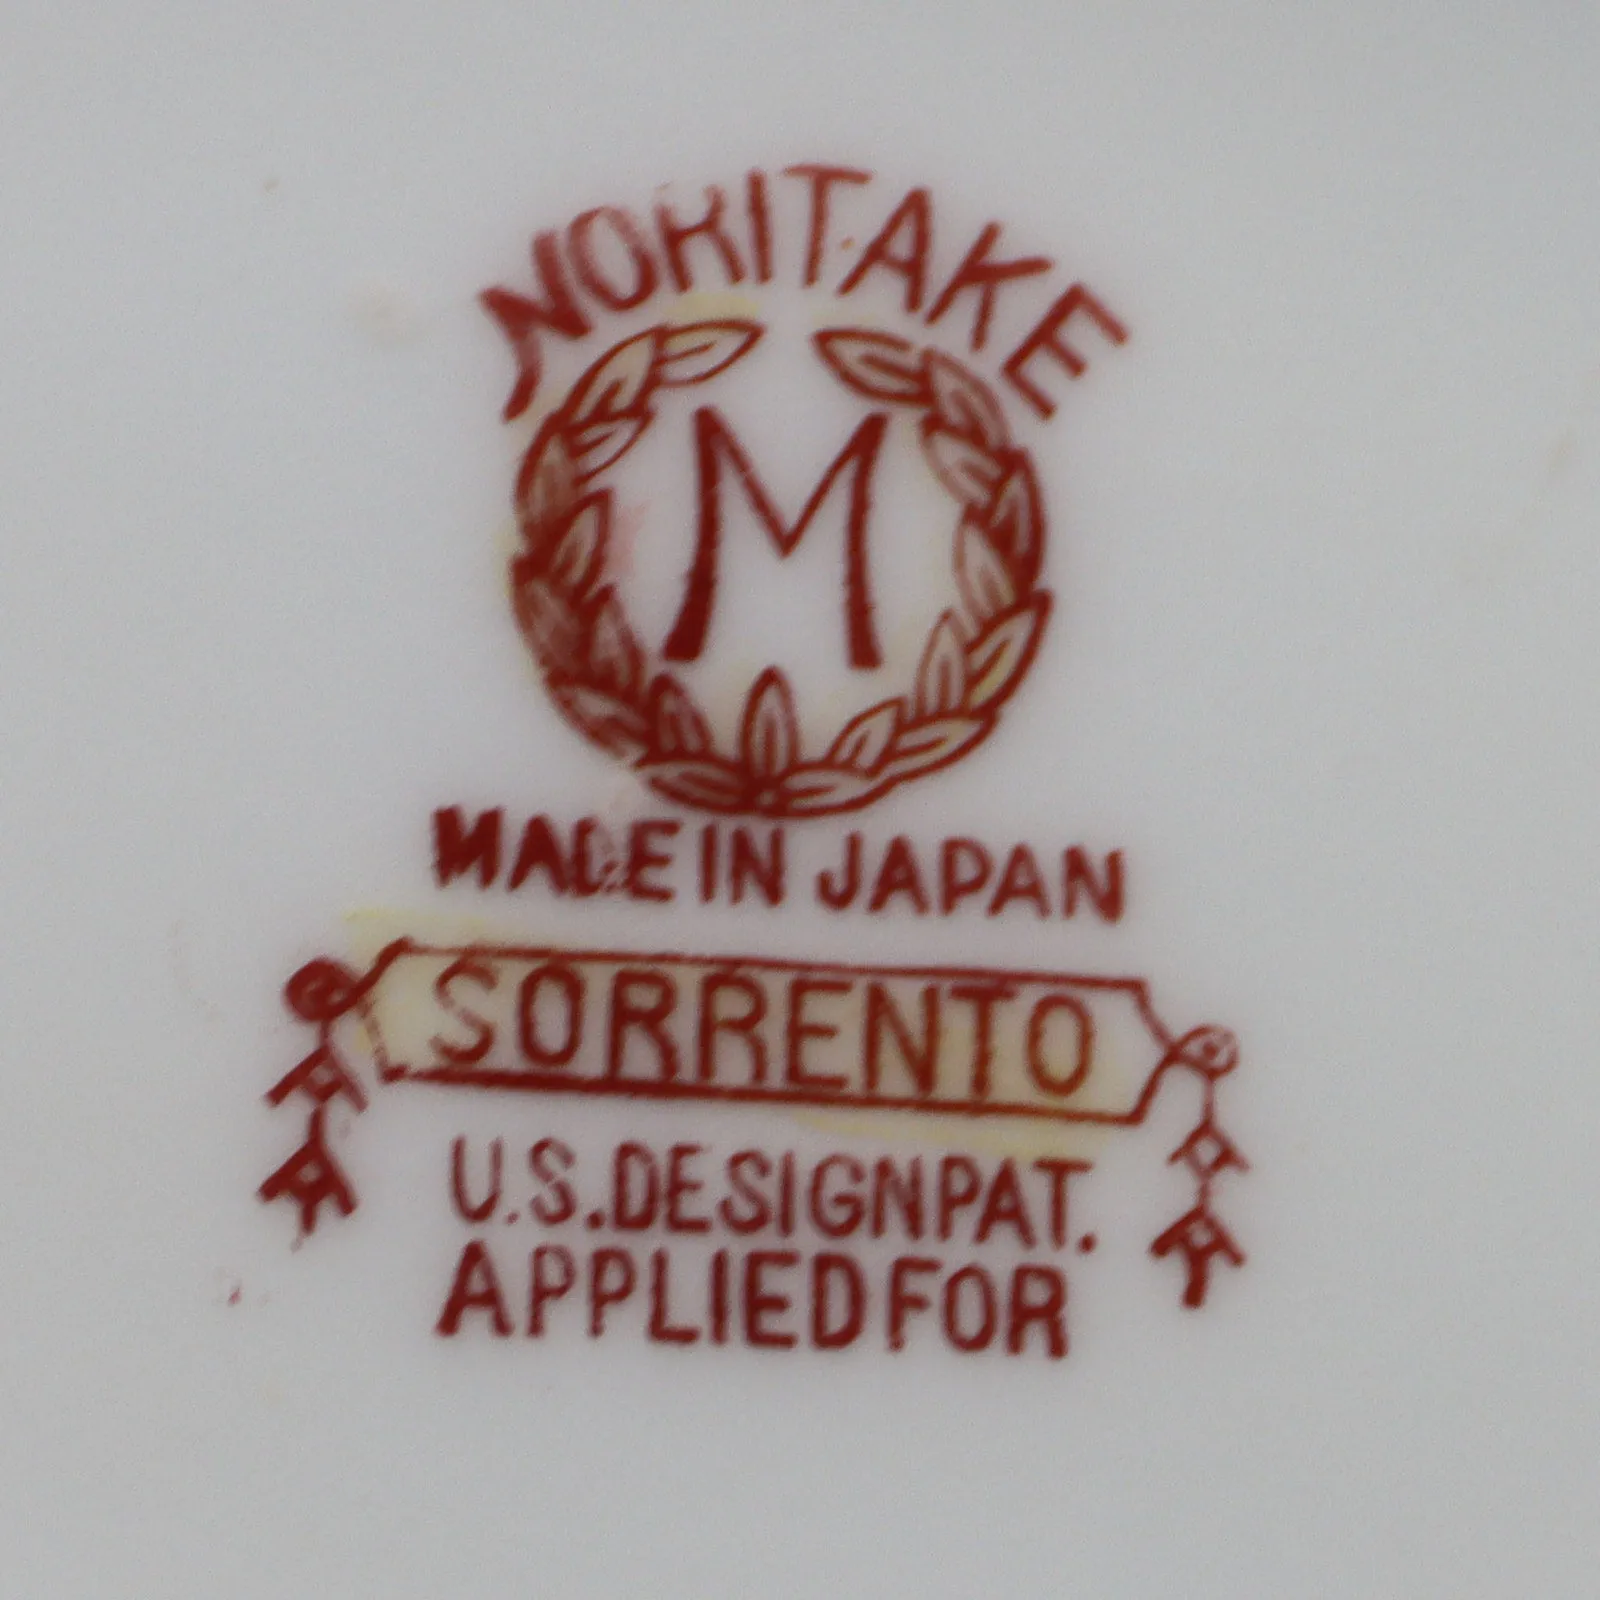 NORITAKE
M
MADE IN JAPAN
SORRENTO
U.S. DESIGN PAT.
APPLIED FOR